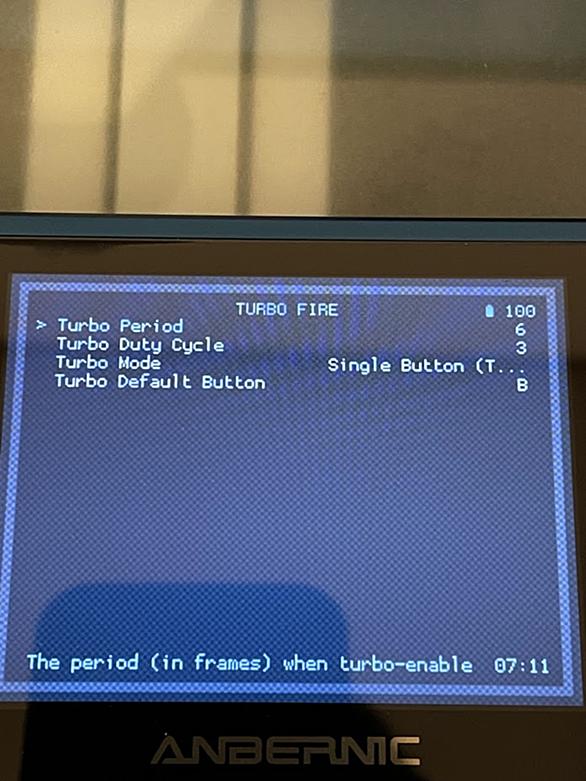 TURBO FIRE 100
> Turbo Period 6
Turbo Duty Cycle 3
Turbo Mode Single Button (T...
Turbo Default Button B
The period (in frames) when turbo-enable 07:11
ANBERNIC